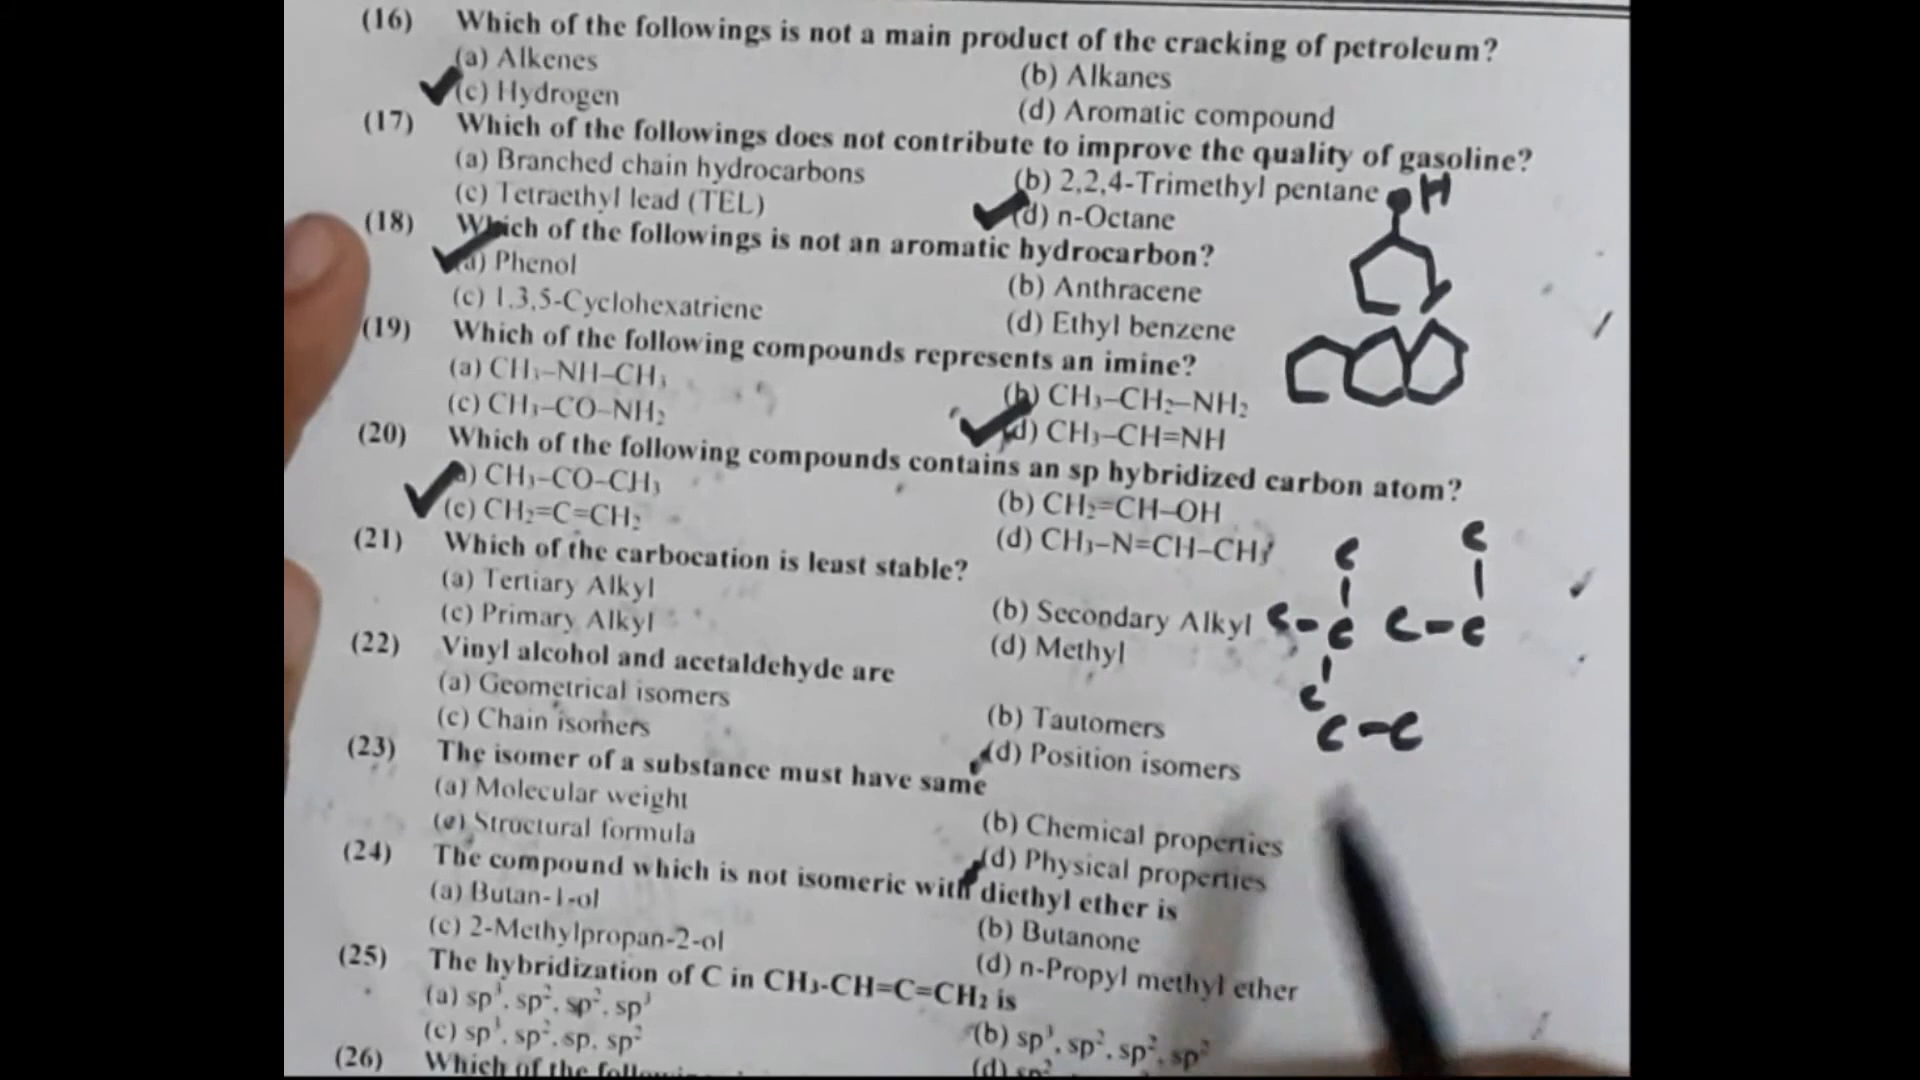 (16) Which of the followings is not a main product of the cracking of petroleum?
(a) Alkenes (b) Alkanes
(c) Hydrogen (d) Aromatic compound
(17) Which of the followings does not contribute to improve the quality of gasoline?
(a) Branched chain hydrocarbons (b) 2,2,4-Trimethyl pentane
(c) Tetraethyl lead (TEL) (d) n-Octane
OH
(18) Which of the followings is not an aromatic hydrocarbon?
(a) Phenol (b) Anthracene
(c) 1,3,5-Cyclohexatriene (d) Ethyl benzene
(19) Which of the following compounds represents an imine?
(a) CH₃–NH–CH₃ (b) CH₃–CH₂–NH₂
(c) CH₃–CO–NH₂ (d) CH₃–CH=NH
(20) Which of the following compounds contains an sp hybridized carbon atom?
(a) CH₃–CO–CH₃ (b) CH₂=CH–OH
(c) CH₂=C=CH₂ (d) CH₃–N=CH–CH₃
(21) Which of the carbocation is least stable?
(a) Tertiary Alkyl (b) Secondary Alkyl
(c) Primary Alkyl (d) Methyl
C C
C-C C-C
C
C-C
(22) Vinyl alcohol and acetaldehyde are
(a) Geometrical isomers (b) Tautomers
(c) Chain isomers (d) Position isomers
(23) The isomer of a substance must have same
(a) Molecular weight (b) Chemical properties
(c) Structural formula (d) Physical properties
(24) The compound which is not isomeric with diethyl ether is
(a) Butan-1-ol (b) Butanone
(c) 2-Methylpropan-2-ol (d) n-Propyl methyl ether
(25) The hybridization of C in CH₃-CH=C=CH₂ is
(a) sp³, sp², sp², sp³ (b) sp³, sp², sp², sp²
(c) sp³, sp², sp, sp² (d)
(26) Which of the